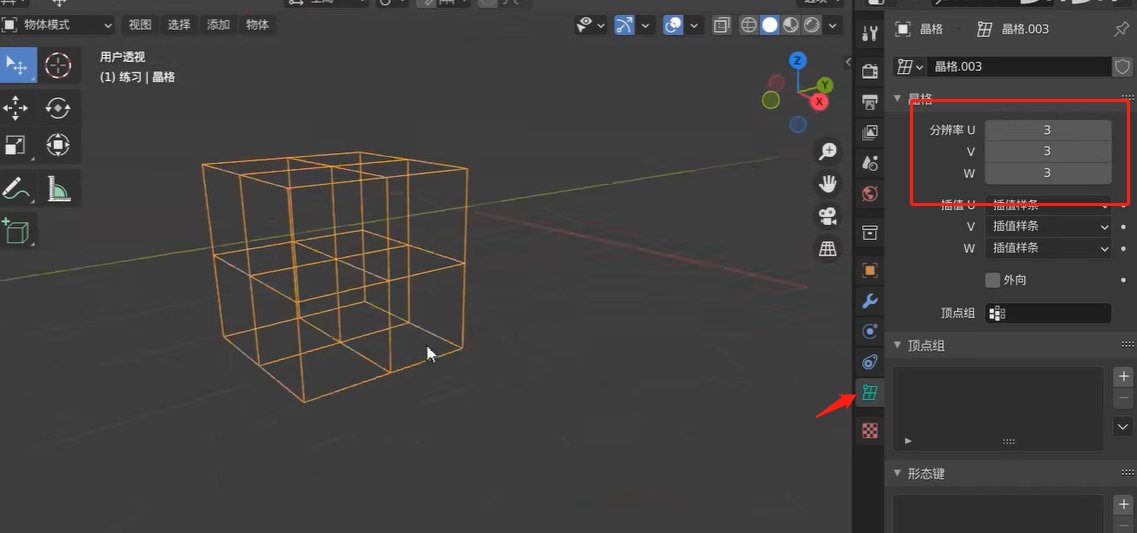 物体模式 视图 选择 添加 物体
用户透视
(1) 练习 | 晶格
Z
Y
X
晶格 晶格.003
晶格.003
晶格
分辨率 U 3
V 3
W 3
插值 U 插值样条
V 插值样条
W 插值样条
外向
顶点组
顶点组
形态键